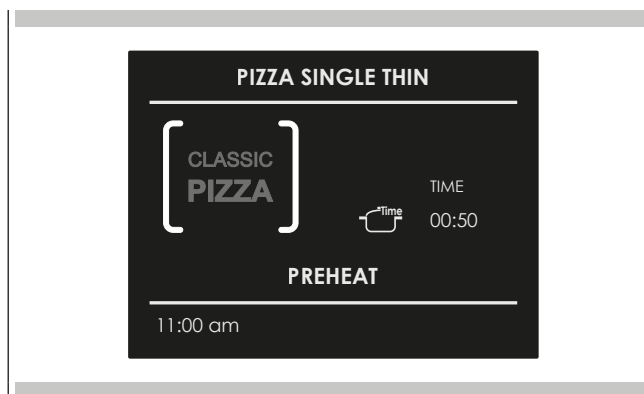 PIZZA SINGLE THIN
CLASSIC
PIZZA
TIME
Time
00:50
PREHEAT
11:00 am